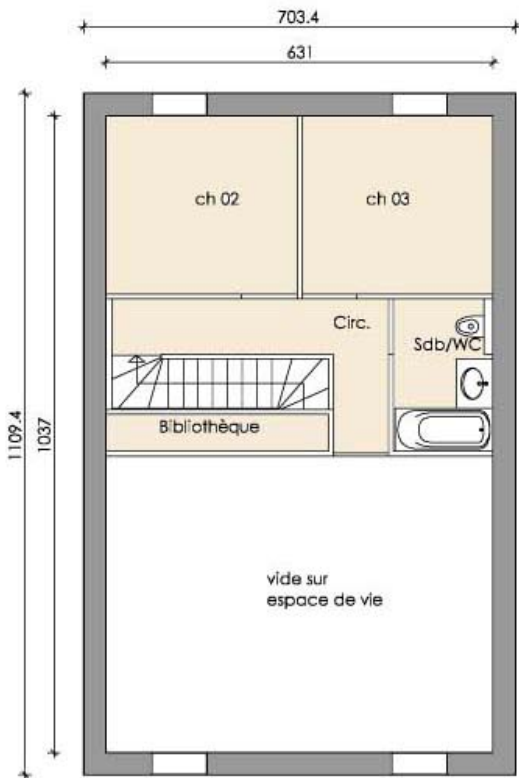 703.4
631
ch 02
ch 03
Circ.
Sdb/WC
Bibliothèque
1109.4
1037
vide sur
espace de vie